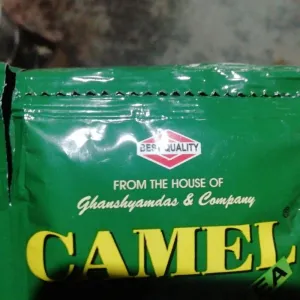 BEST QUALITY
FROM THE HOUSE OF
Ghanshyamdas & Company
CAMEL